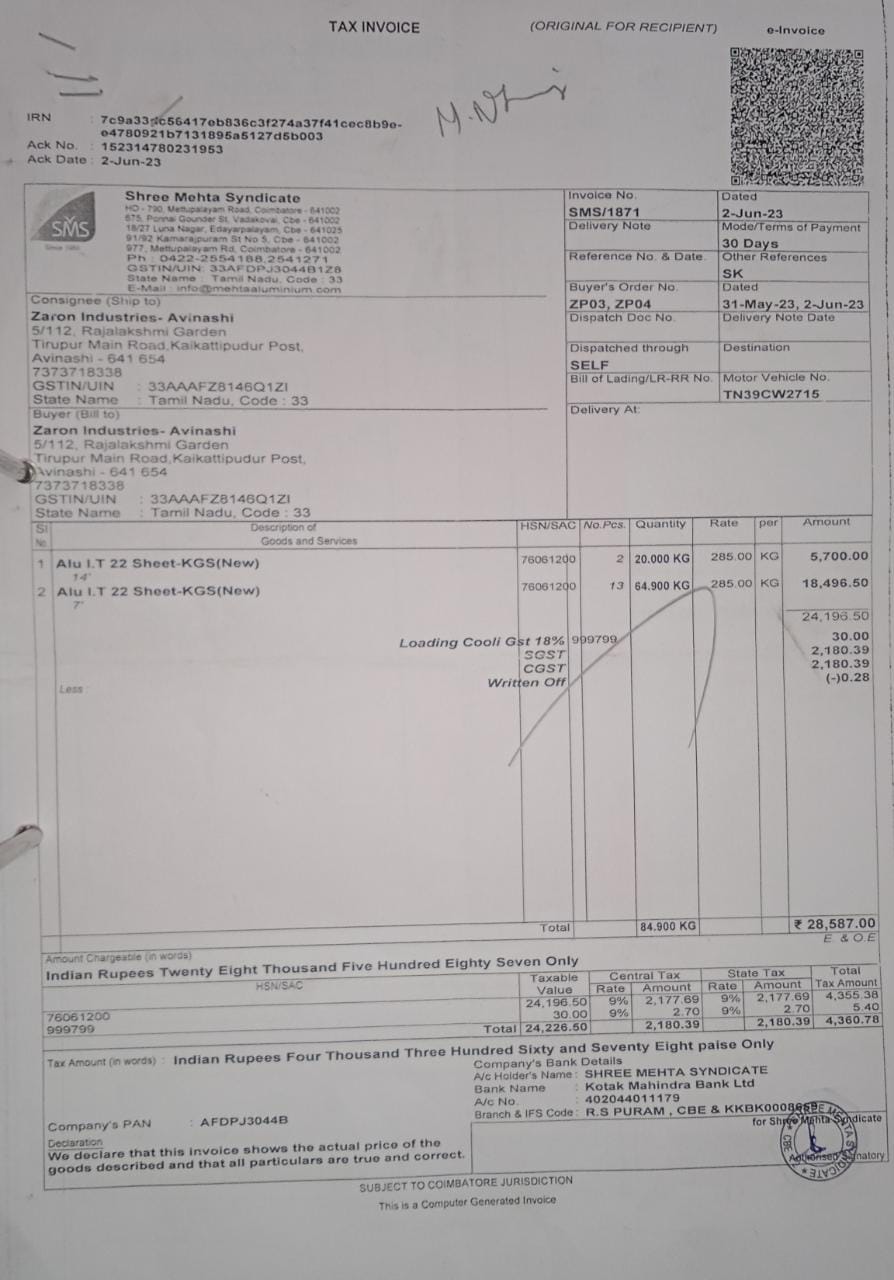 TAX INVOICE (ORIGINAL FOR RECIPIENT) e-Invoice
IRN : 7c9a33dc56417eb836c3f274a37f41cec8b9e-
e4780921b7131895a5127d5b003
Ack No. : 152314780231953
Ack Date : 2-Jun-23
SMS
Shree Mehta Syndicate
HO - 790, Mettupalayam Road, Coimbatore - 641002
675, Ponnai Gounder St, Vadakovai, Cbe - 641002
18/27 Luna Nagar, Edayarpalayam, Cbe - 641025
91/92 Kamarajpuram St No 5, Cbe - 641002
977, Mettupalayam Rd, Coimbatore - 641002
Ph : 0422-2554188,2541271
GSTIN/UIN: 33AFDPJ3044B1Z8
State Name : Tamil Nadu, Code : 33
E-Mail : info@mehtaaluminium.com
Invoice No. Dated
SMS/1871 2-Jun-23
Delivery Note Mode/Terms of Payment
30 Days
Reference No. & Date. Other References
SK
Buyer's Order No. Dated
ZP03, ZP04 31-May-23, 2-Jun-23
Dispatch Doc No. Delivery Note Date
Dispatched through Destination
SELF
Bill of Lading/LR-RR No. Motor Vehicle No.
TN39CW2715
Delivery At:
Consignee (Ship to)
Zaron Industries- Avinashi
5/112, Rajalakshmi Garden
Tirupur Main Road,Kaikattipudur Post,
Avinashi - 641 654
7373718338
GSTIN/UIN : 33AAAFZ8146Q1ZI
State Name : Tamil Nadu, Code : 33
Buyer (Bill to)
Zaron Industries- Avinashi
5/112, Rajalakshmi Garden
Tirupur Main Road,Kaikattipudur Post,
Avinashi - 641 654
7373718338
GSTIN/UIN : 33AAAFZ8146Q1ZI
State Name : Tamil Nadu, Code : 33
Sl No. Description of Goods and Services HSN/SAC No.Pcs. Quantity Rate per Amount
1 Alu I.T 22 Sheet-KGS(New) 76061200 2 20.000 KG 285.00 KG 5,700.00
14'
2 Alu I.T 22 Sheet-KGS(New) 76061200 13 64.900 KG 285.00 KG 18,496.50
7'
24,196.50
Loading Cooli Gst 18% 999799 30.00
SGST 2,180.39
CGST 2,180.39
Less : Written Off (-)0.28
Total 84.900 KG ₹ 28,587.00
E. & O.E
Amount Chargeable (in words)
Indian Rupees Twenty Eight Thousand Five Hundred Eighty Seven Only
HSN/SAC Taxable Value Central Tax State Tax Total Tax Amount
Rate Amount Rate Amount
76061200 24,196.50 9% 2,177.69 9% 2,177.69 4,355.38
999799 30.00 9% 2.70 9% 2.70 5.40
Total 24,226.50 2,180.39 2,180.39 4,360.78
Tax Amount (in words) : Indian Rupees Four Thousand Three Hundred Sixty and Seventy Eight paise Only
Company's Bank Details
A/c Holder's Name : SHREE MEHTA SYNDICATE
Bank Name : Kotak Mahindra Bank Ltd
A/c No. : 402044011179
Branch & IFS Code : R.S PURAM , CBE &
Company's PAN : AFDPJ3044B
Declaration
We declare that this invoice shows the actual price of the
goods described and that all particulars are true and correct.
for Shree Mehta Syndicate
Authorised Signatory
SUBJECT TO COIMBATORE JURISDICTION
This is a Computer Generated Invoice